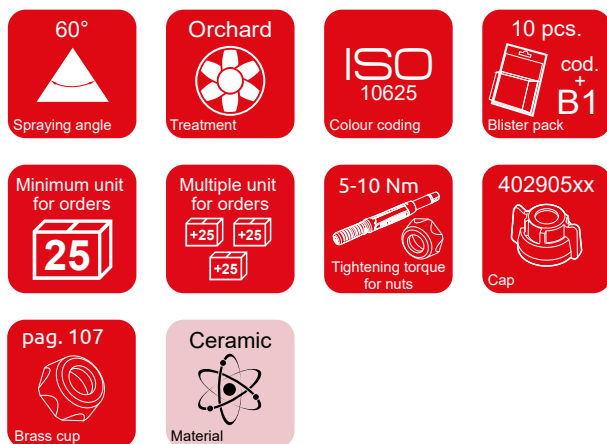 60°
Spraying angle
Orchard
Treatment
ISO
10625
Colour coding
10 pcs.
cod.
+
B1
Blister pack
Minimum unit
for orders
25
Multiple unit
for orders
+25 +25
+25
5-10 Nm
Tightening torque
for nuts
402905xx
Cap
pag. 107
Brass cup
Ceramic
Material